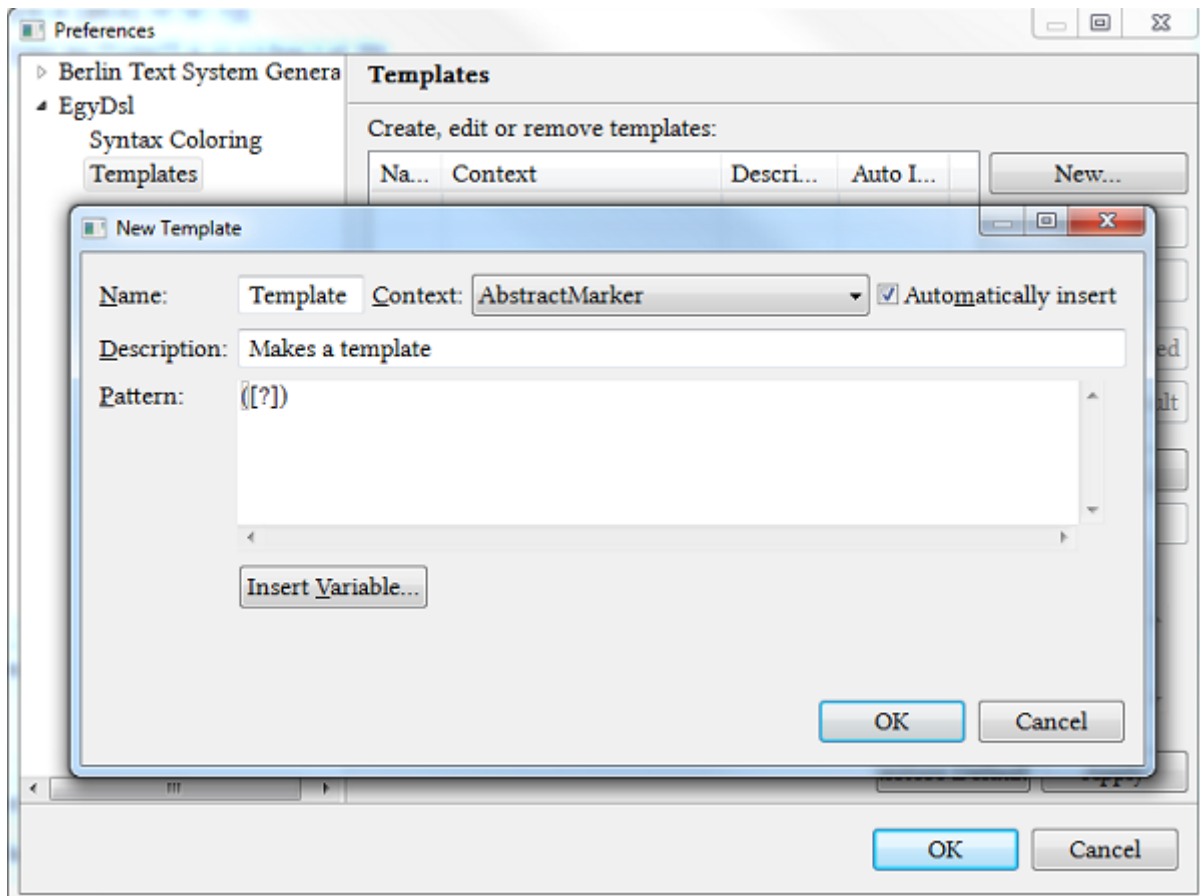 Preferences
Berlin Text System Genera
EgyDsl
Syntax Coloring
Templates
Templates
Create, edit or remove templates:
Na... Context Descri... Auto I... New...
New Template
Name: Template Context: AbstractMarker Automatically insert
Description: Makes a template
Pattern: ([?])
Insert Variable...
OK Cancel
OK Cancel